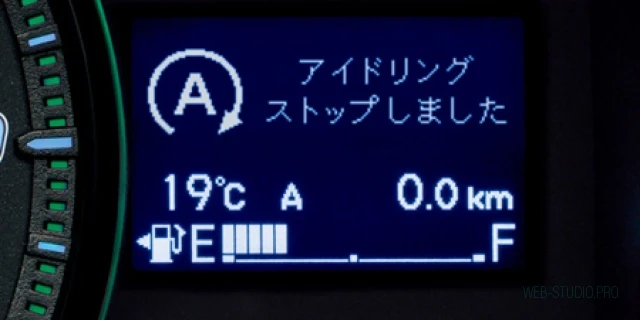 A
アイドリング
ストップしました
19℃ A 0.0 km
E F
WEB-STUDIO.PRO